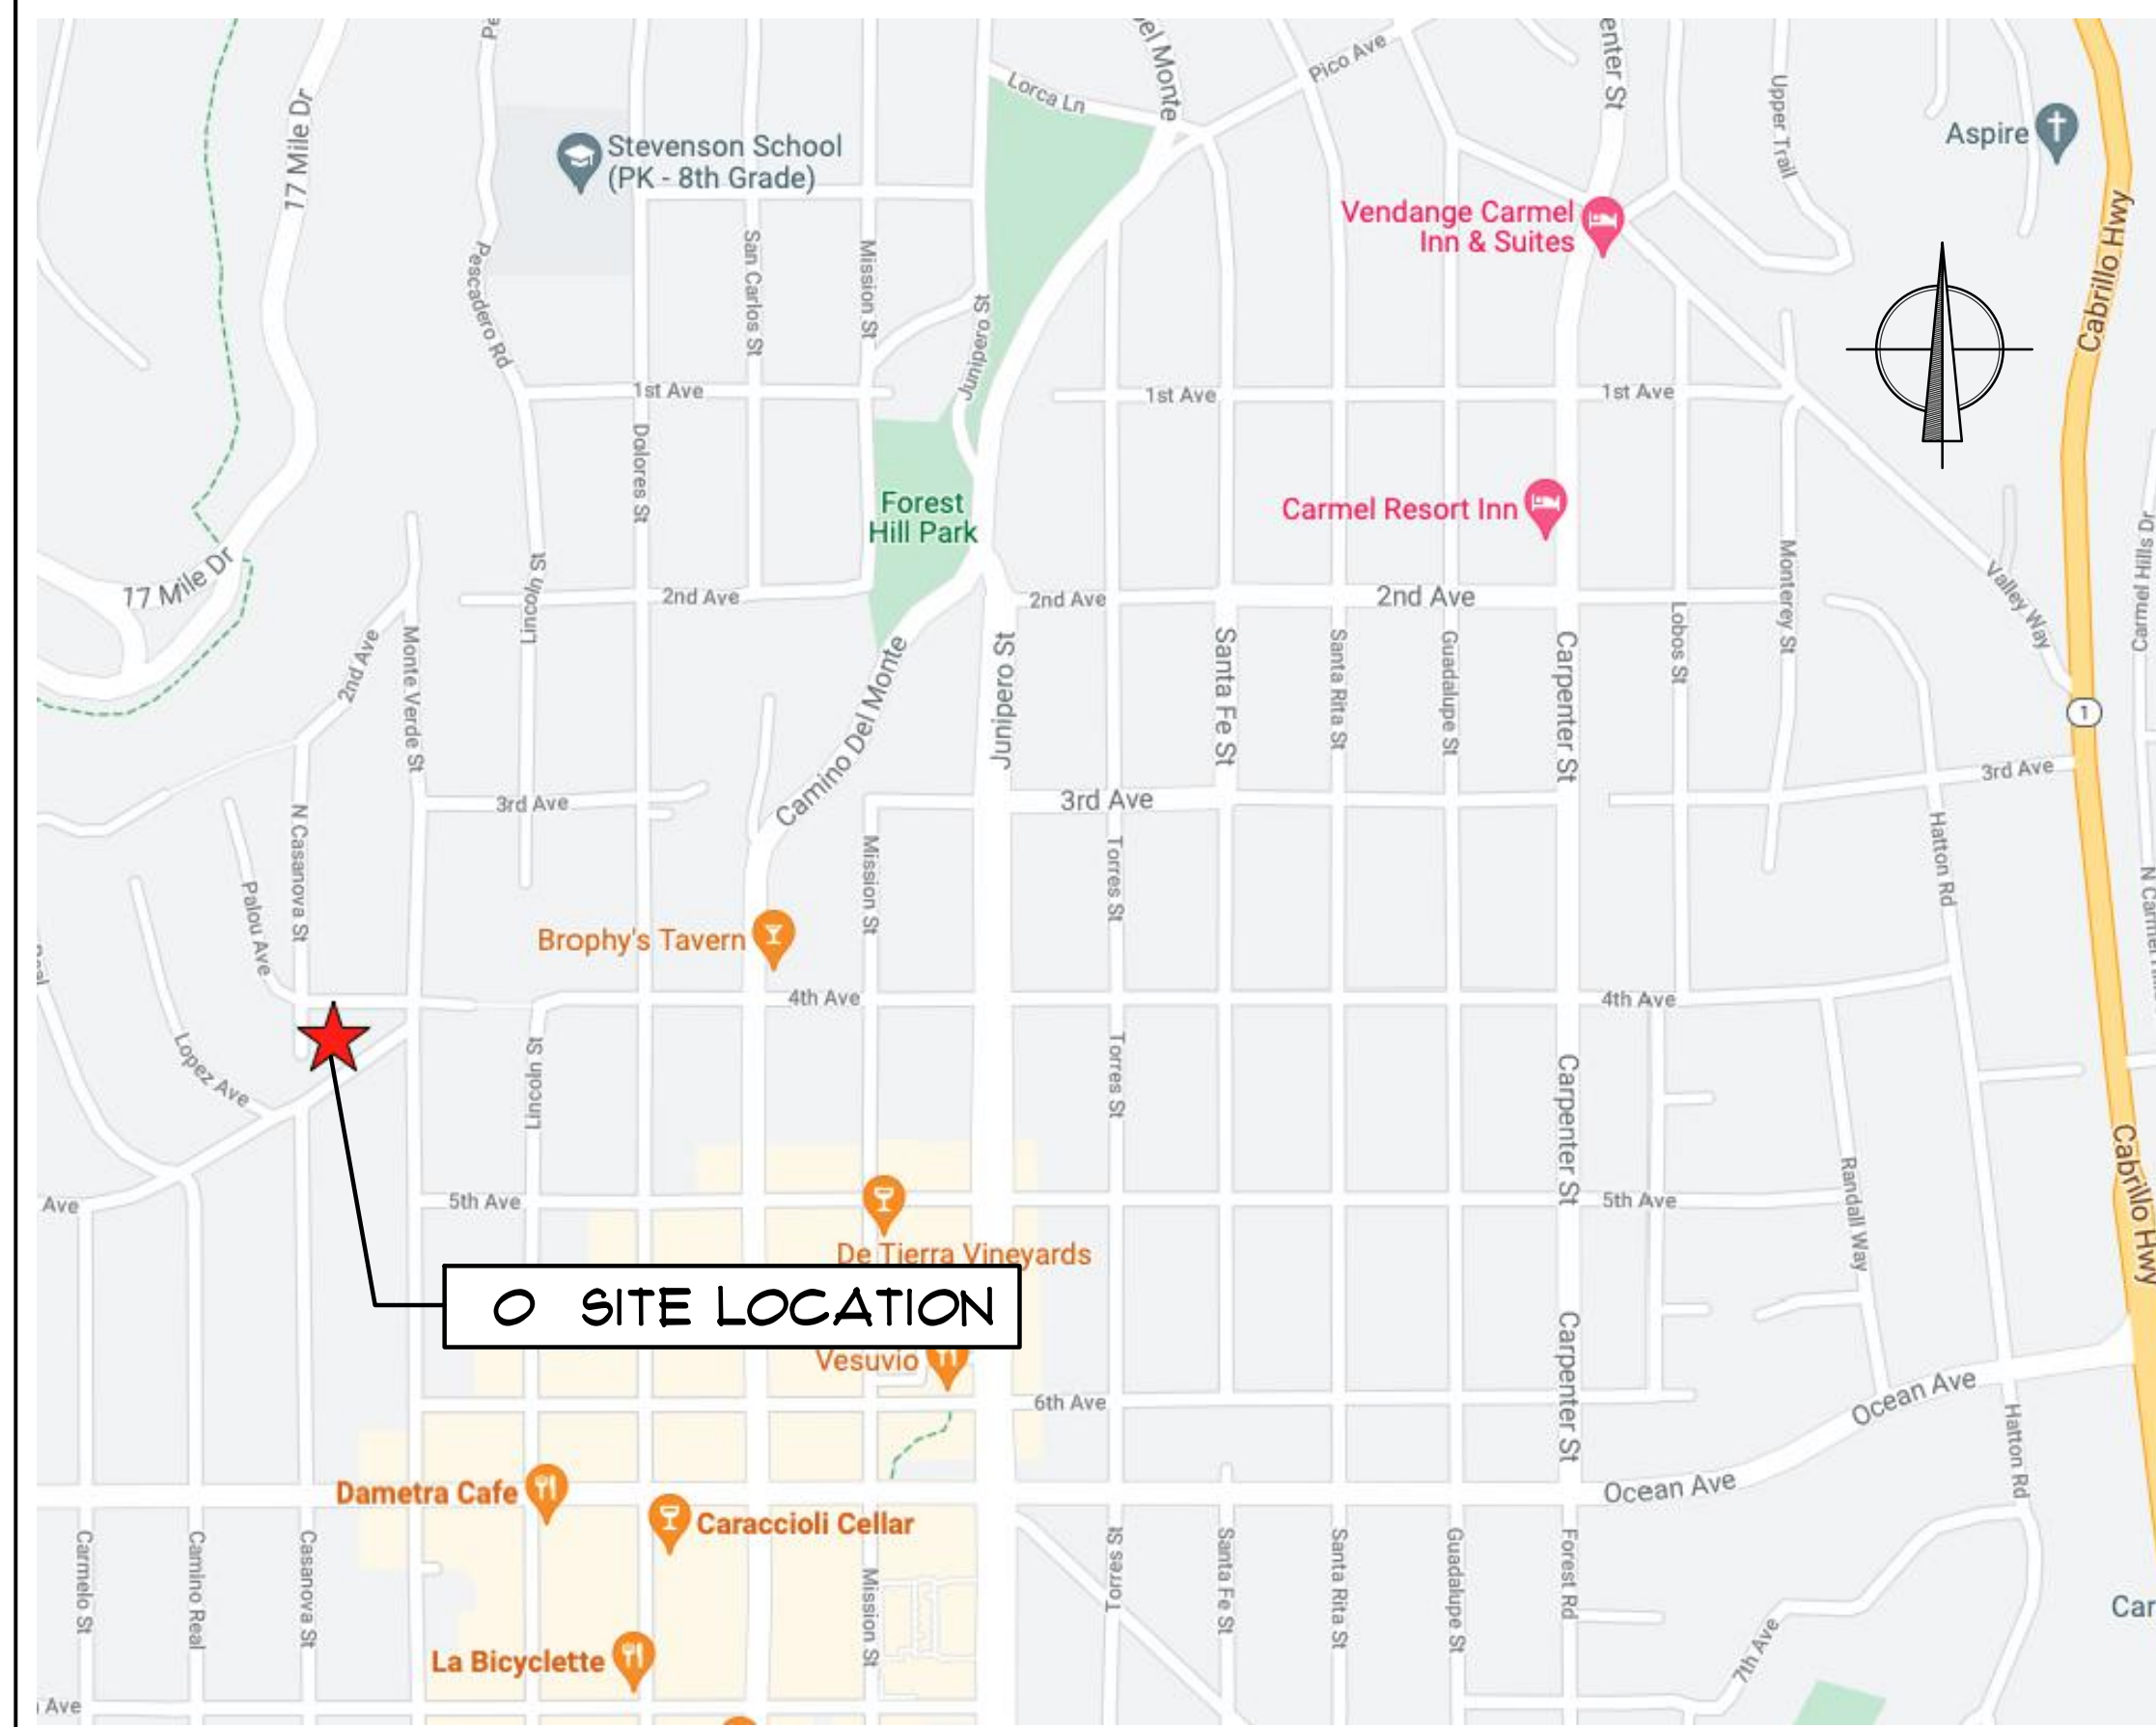 Lorca Ln
Pico Ave
17 Mile Dr
Stevenson School
(PK - 8th Grade)
Upper Trail
Aspire
Vendange Carmel
Inn & Suites
Cabrillo Hwy
Pescadero Rd
San Carlos St
Mission St
Junipero St
1st Ave
1st Ave
1st Ave
Dolores St
Forest
Hill Park
Carmel Resort Inn
17 Mile Dr
Lincoln St
2nd Ave
2nd Ave
2nd Ave
Monterey St
Valley Way
Carmel Hills Dr
2nd Ave
Monte Verde St
Camino Del Monte
Junipero St
Santa Fe St
Santa Rita St
Guadalupe St
Carpenter St
Lobos St
1
3rd Ave
3rd Ave
3rd Ave
N Casanova St
Palou Ave
Mission St
Torres St
Hatton Rd
Brophy's Tavern
4th Ave
4th Ave
Lopez Ave
Lincoln St
Torres St
Carpenter St
Randall Way
Cabrillo Hwy
Ave
5th Ave
5th Ave
De Tierra Vineyards
O SITE LOCATION
Vesuvio
6th Ave
Carpenter St
Ocean Ave
Hatton Rd
Dametra Cafe
Ocean Ave
Caraccioli Cellar
Carmelo St
Camino Real
Casanova St
Mission St
Torres St
Santa Fe St
Santa Rita St
Guadalupe St
Forest Rd
Car
La Bicyclette
7th Ave
Ave